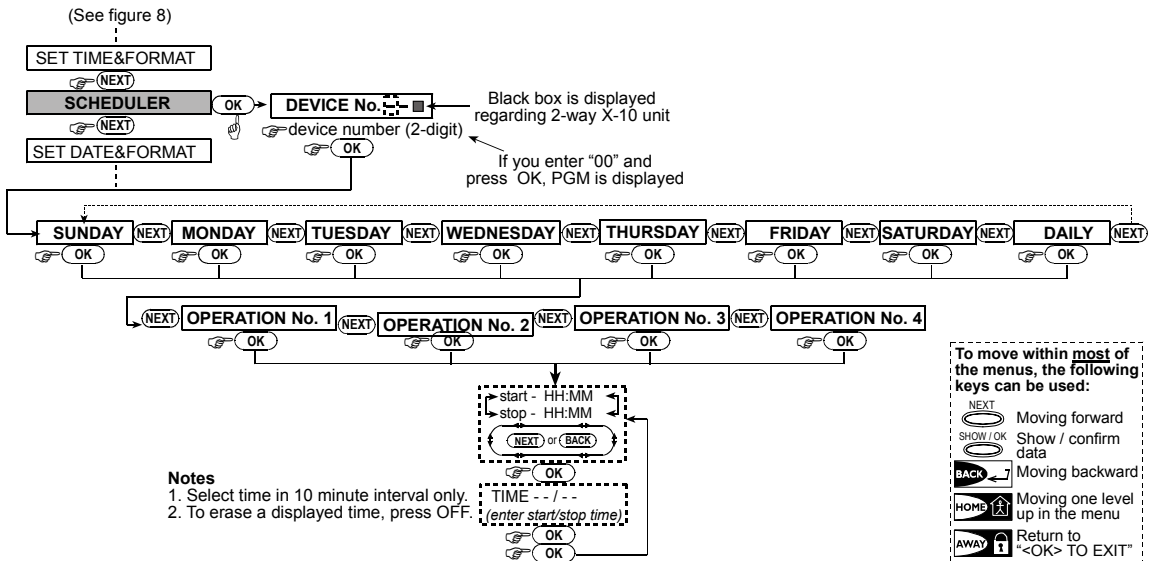 (See figure 8)
SET TIME&FORMAT
NEXT
SCHEDULER
OK
DEVICE No. - - ■
Black box is displayed
regarding 2-way X-10 unit
NEXT
device number (2-digit)
SET DATE&FORMAT
OK
If you enter “00” and
press OK, PGM is displayed
SUNDAY NEXT MONDAY NEXT TUESDAY NEXT WEDNESDAY NEXT THURSDAY NEXT FRIDAY NEXT SATURDAY NEXT DAILY NEXT
OK OK OK OK OK OK OK OK
NEXT OPERATION No. 1 NEXT OPERATION No. 2 NEXT OPERATION No. 3 NEXT OPERATION No. 4
OK OK OK OK
start - HH:MM
stop - HH:MM
NEXT or BACK
OK
TIME - - / - -
(enter start/stop time)
OK
OK
Notes
1. Select time in 10 minute interval only.
2. To erase a displayed time, press OFF.
To move within most of
the menus, the following
keys can be used:
NEXT
Moving forward
SHOW / OK
Show / confirm
data
BACK
Moving backward
HOME
Moving one level
up in the menu
AWAY
Return to
“<OK> TO EXIT”